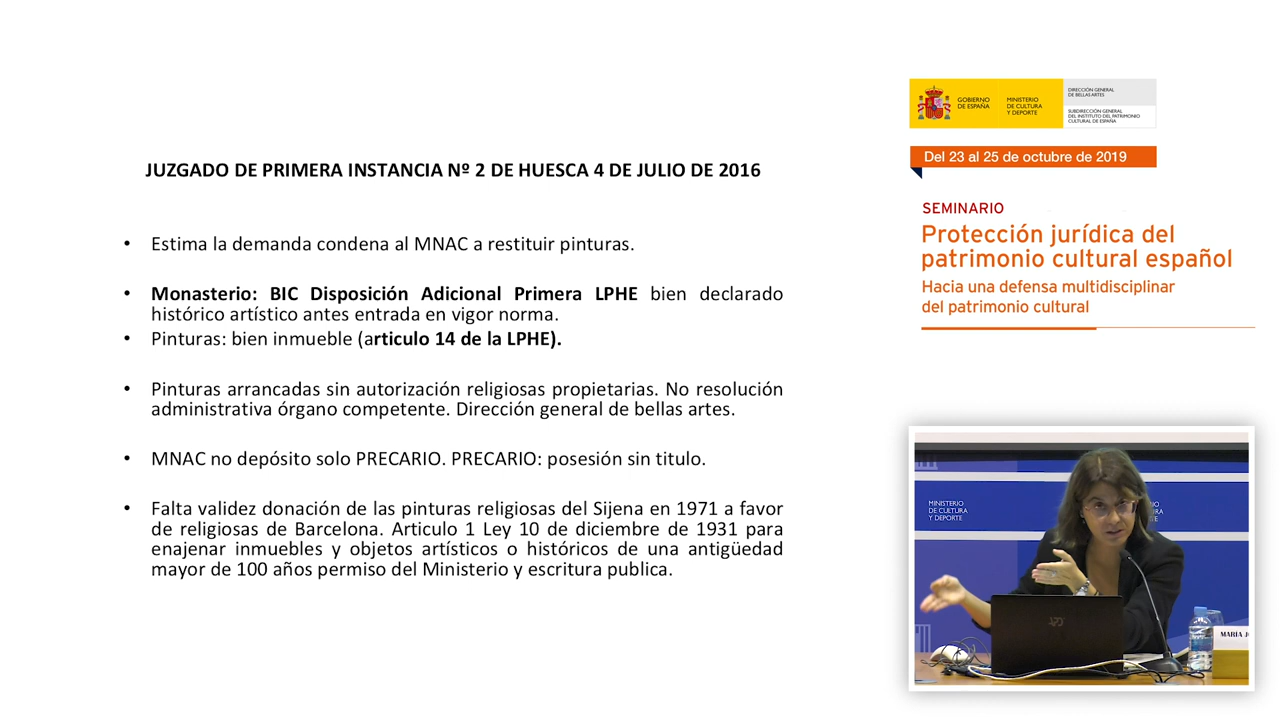 JUZGADO DE PRIMERA INSTANCIA Nº 2 DE HUESCA 4 DE JULIO DE 2016
• Estima la demanda condena al MNAC a restituir pinturas.
• Monasterio: BIC Disposición Adicional Primera LPHE bien declarado
histórico artístico antes entrada en vigor norma.
• Pinturas: bien inmueble (articulo 14 de la LPHE).
• Pinturas arrancadas sin autorización religiosas propietarias. No resolución
administrativa órgano competente. Dirección general de bellas artes.
• MNAC no depósito solo PRECARIO. PRECARIO: posesión sin titulo.
• Falta validez donación de las pinturas religiosas del Sijena en 1971 a favor
de religiosas de Barcelona. Articulo 1 Ley 10 de diciembre de 1931 para
enajenar inmuebles y objetos artísticos o históricos de una antigüedad
mayor de 100 años permiso del Ministerio y escritura publica.
GOBIERNO
DE ESPAÑA
MINISTERIO
DE CULTURA
Y DEPORTE
DIRECCIÓN GENERAL
DE BELLAS ARTES
SUBDIRECCIÓN GENERAL
DEL INSTITUTO DEL PATRIMONIO
CULTURAL DE ESPAÑA
Del 23 al 25 de octubre de 2019
SEMINARIO
Protección jurídica del
patrimonio cultural español
Hacia una defensa multidisciplinar
del patrimonio cultural
MINISTERIO
DE CULTURA
Y DEPORTE
MARÍA